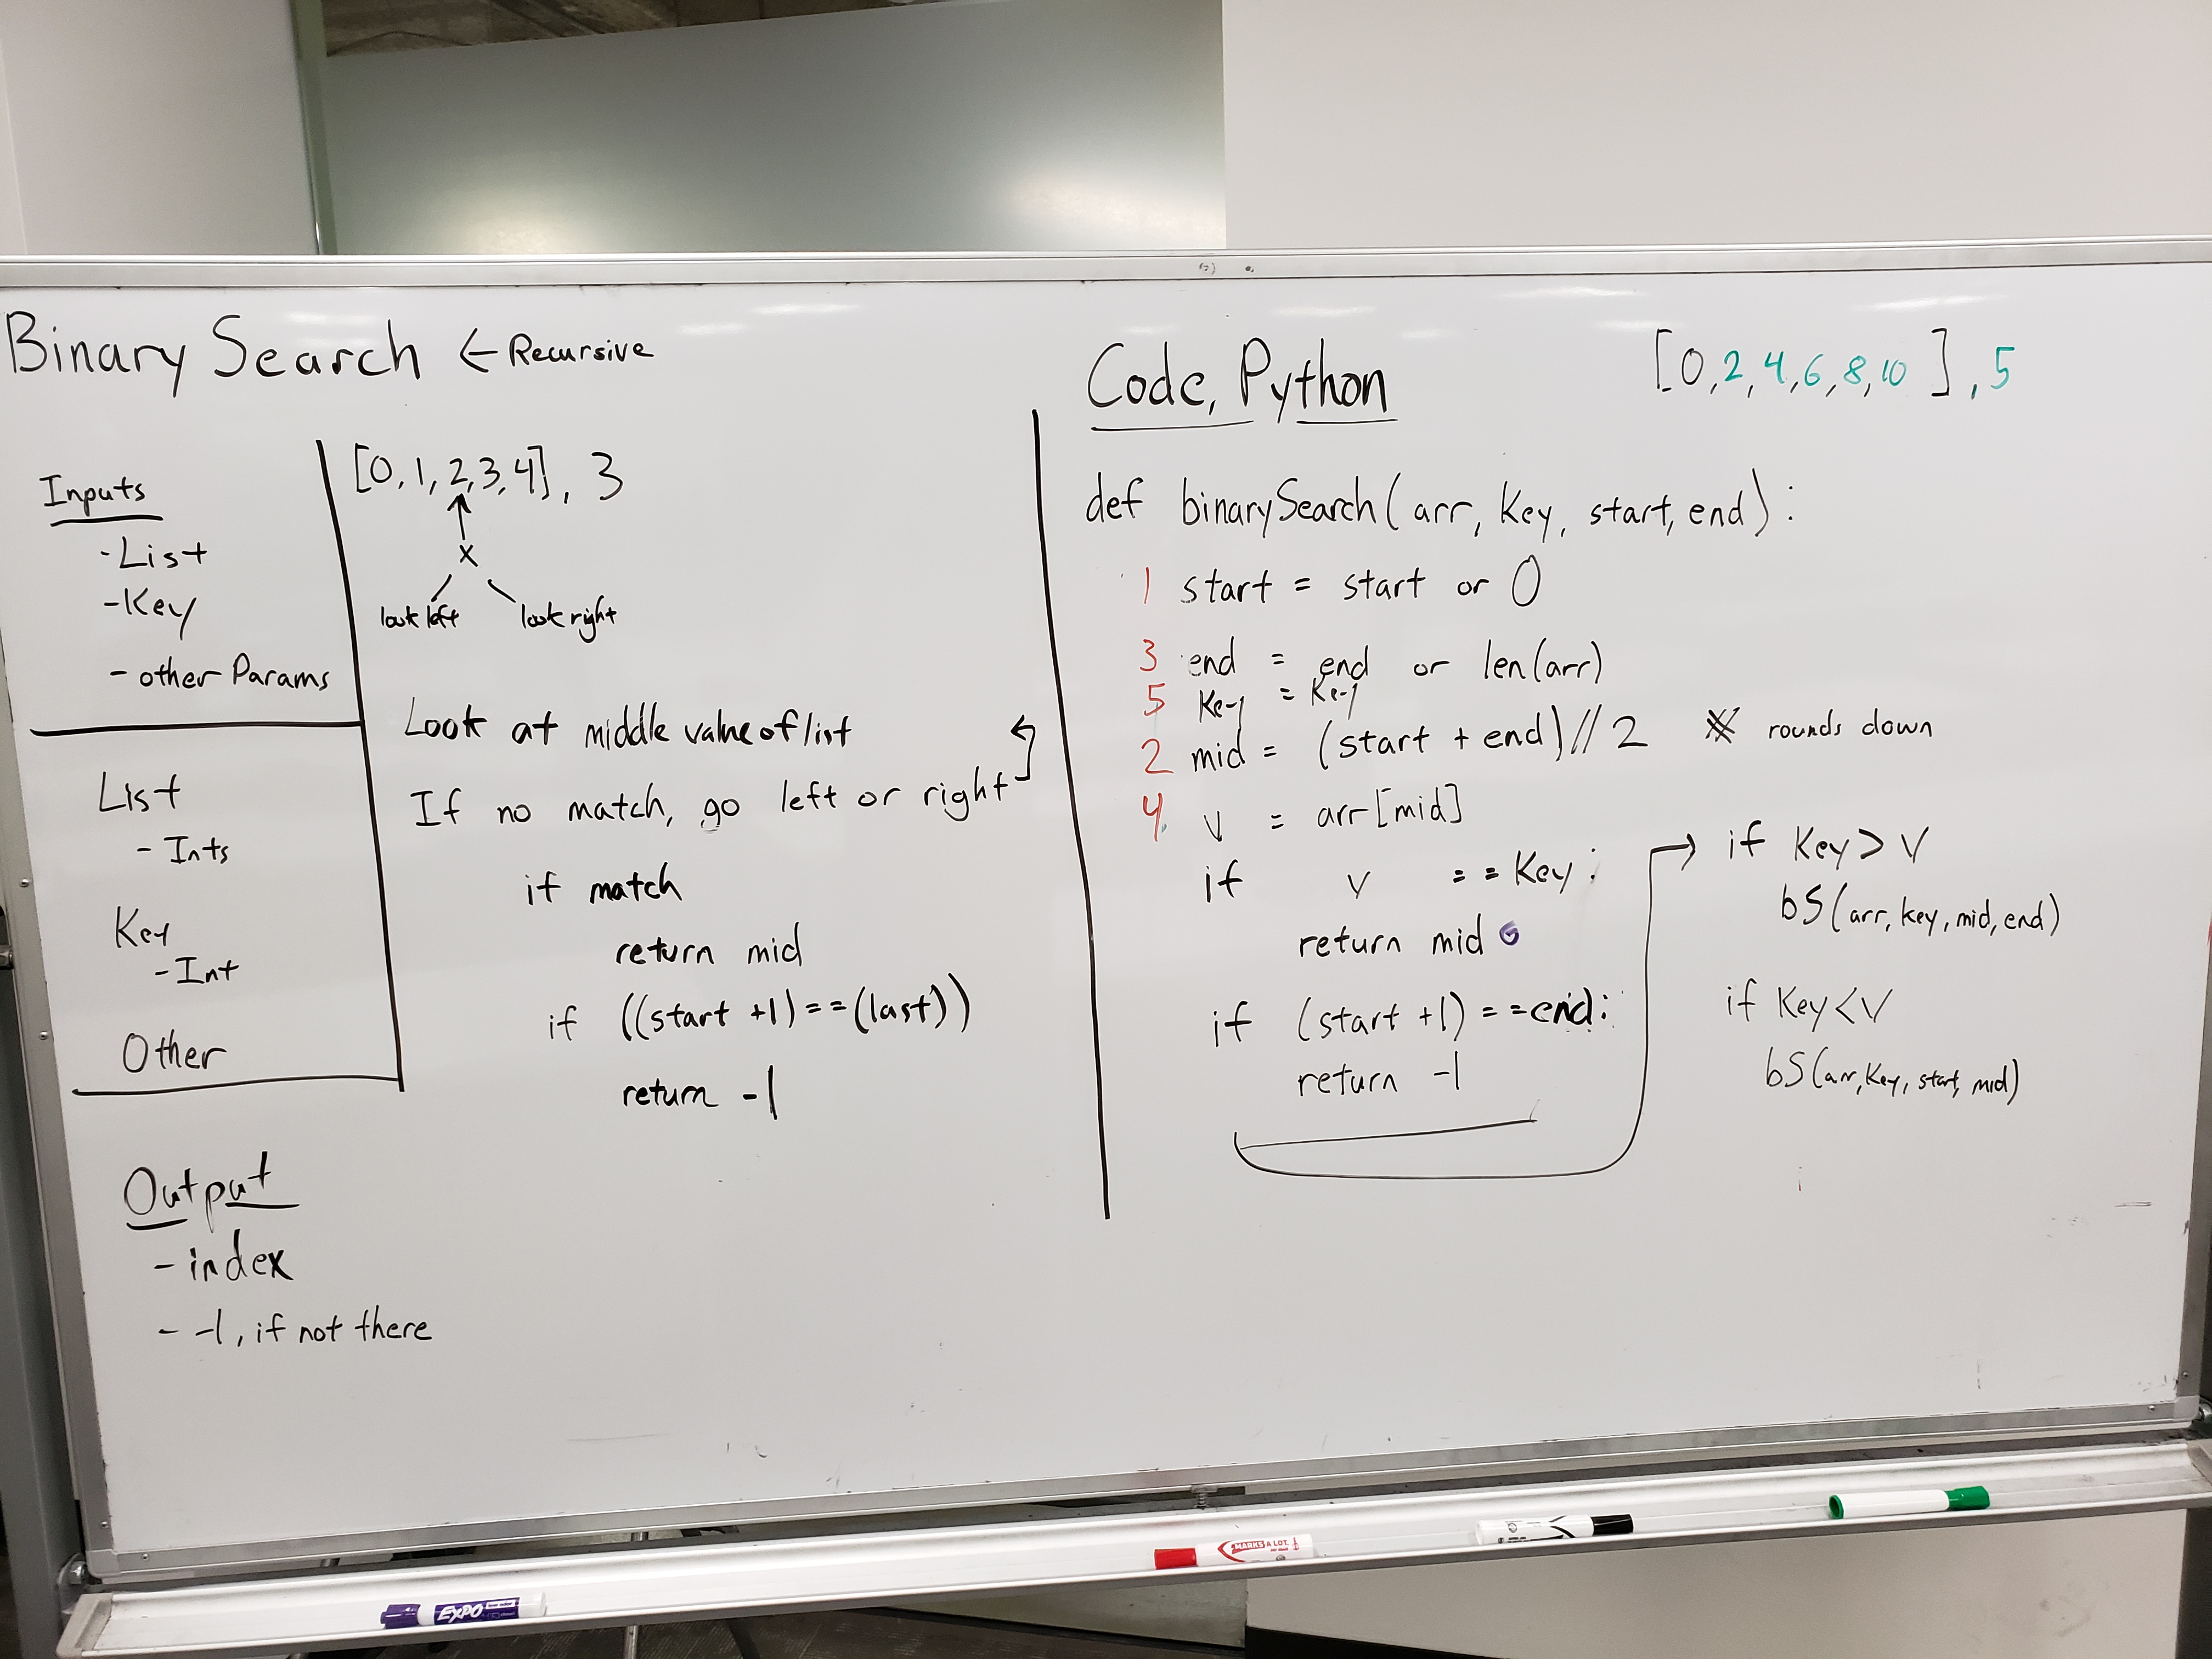 Binary Search ← Recursive
Inputs
-List
-Key
- other Params
List
- Ints
Key
-Int
Other
Output
- index
- -1, if not there
[0,1,2,3,4], 3
x
look left
look right
Look at middle value of list
If no match, go left or right
if match
return mid
if ((start +1)==(last))
return -1
Code, Python
[0,2,4,6,8,10], 5
def binarySearch(arr, Key, start, end):
1 start = start or 0
3 end = end or len(arr)
5 Key = Key
2 mid = (start + end)//2 rounds down
4 v = arr[mid]
if v == Key:
return mid
if (start +1) ==end:
return -1
if Key > V
bS(arr, key, mid, end)
if Key < V
bS(arr, Key, start, mid)
MARKS A LOT
EXPO